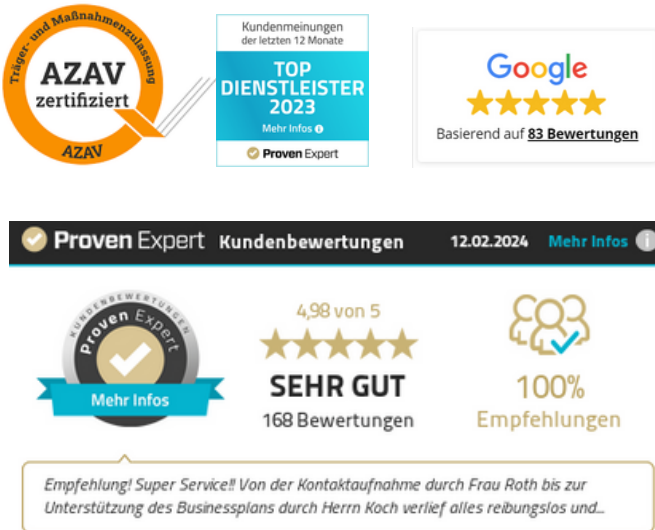 Träger- und Maßnahmenzulassung
AZAV
zertifiziert
AZAV
Kundenmeinungen
der letzten 12 Monate
TOP
DIENSTLEISTER
2023
Mehr Infos
Proven Expert
Google
Basierend auf 83 Bewertungen
Proven Expert Kundenbewertungen 12.02.2024 Mehr Infos i
KUNDENBEWERTUNGEN
Proven Expert
Mehr Infos
4,98 von 5
SEHR GUT
168 Bewertungen
100%
Empfehlungen
Empfehlung! Super Service!! Von der Kontaktaufnahme durch Frau Roth bis zur
Unterstützung des Businessplans durch Herrn Koch verlief alles reibungslos und...